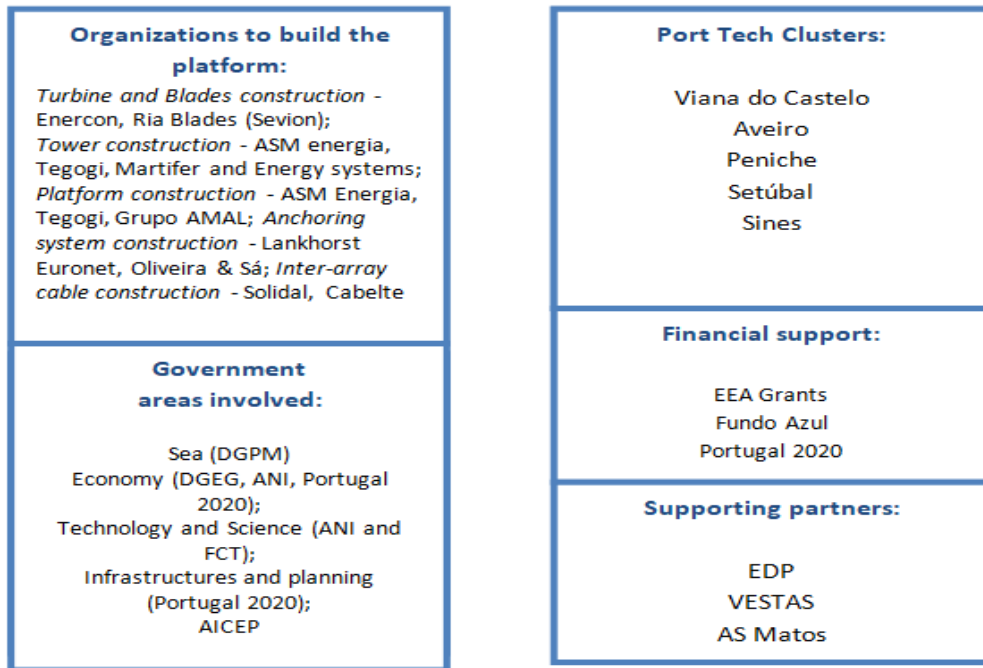 Organizations to build the
platform:
Turbine and Blades construction -
Enercon, Ria Blades (Sevion);
Tower construction - ASM energia,
Tegogi, Martifer and Energy systems;
Platform construction - ASM Energia,
Tegogi, Grupo AMAL; Anchoring
system construction - Lankhorst
Euronet, Oliveira & Sá; Inter-array
cable construction - Solidal, Cabelte
Government
areas involved:
Sea (DGPM)
Economy (DGEG, ANI, Portugal
2020);
Technology and Science (ANI and
FCT);
Infrastructures and planning
(Portugal 2020);
AICEP
Port Tech Clusters:
Viana do Castelo
Aveiro
Peniche
Setúbal
Sines
Financial support:
EEA Grants
Fundo Azul
Portugal 2020
Supporting partners:
EDP
VESTAS
AS Matos